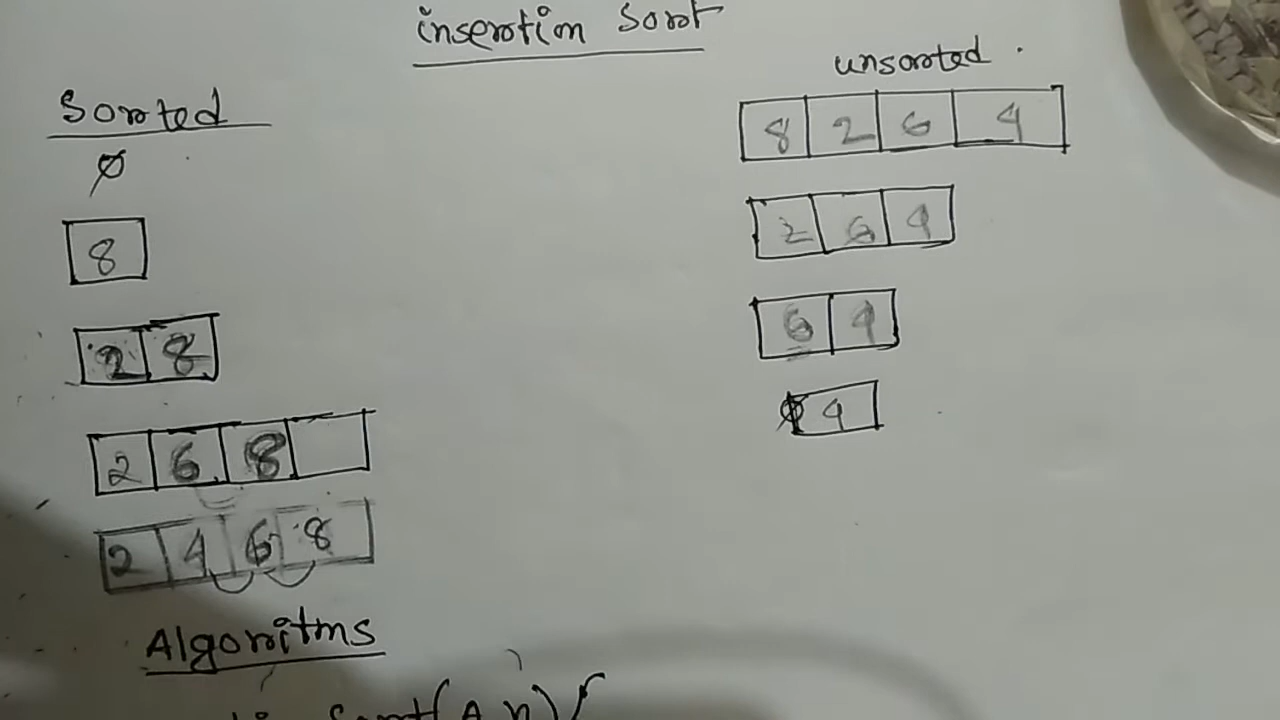 insertion Sort
Sorted unsorted
ø 8 2 6 4
8 2 6 4
2 8 6 4
2 6 8 ø 4
2 4 6 8
Algoritms
Sort(A, n) {